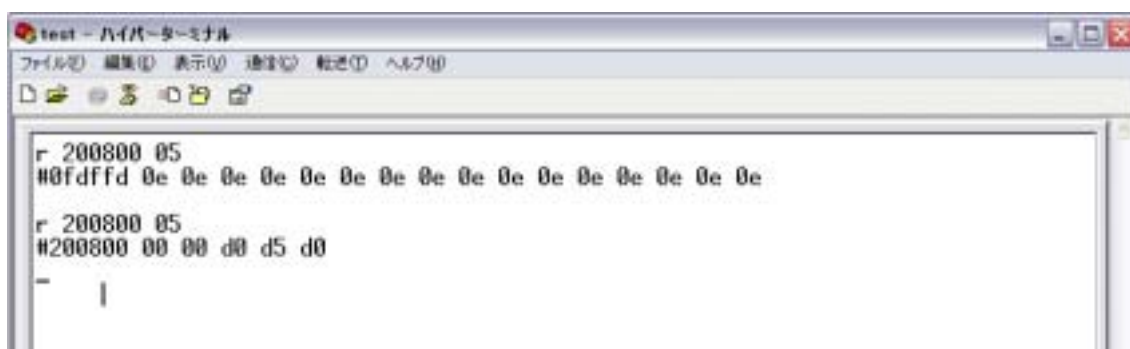 test - ハイパーターミナル
ファイル(F) 編集(E) 表示(V) 通信(C) 転送(T) ヘルプ(H)
r 200800 05
#0fdffd 0e 0e 0e 0e 0e 0e 0e 0e 0e 0e 0e 0e 0e 0e 0e 0e
r 200800 05
#200800 00 00 d0 d5 d0
_